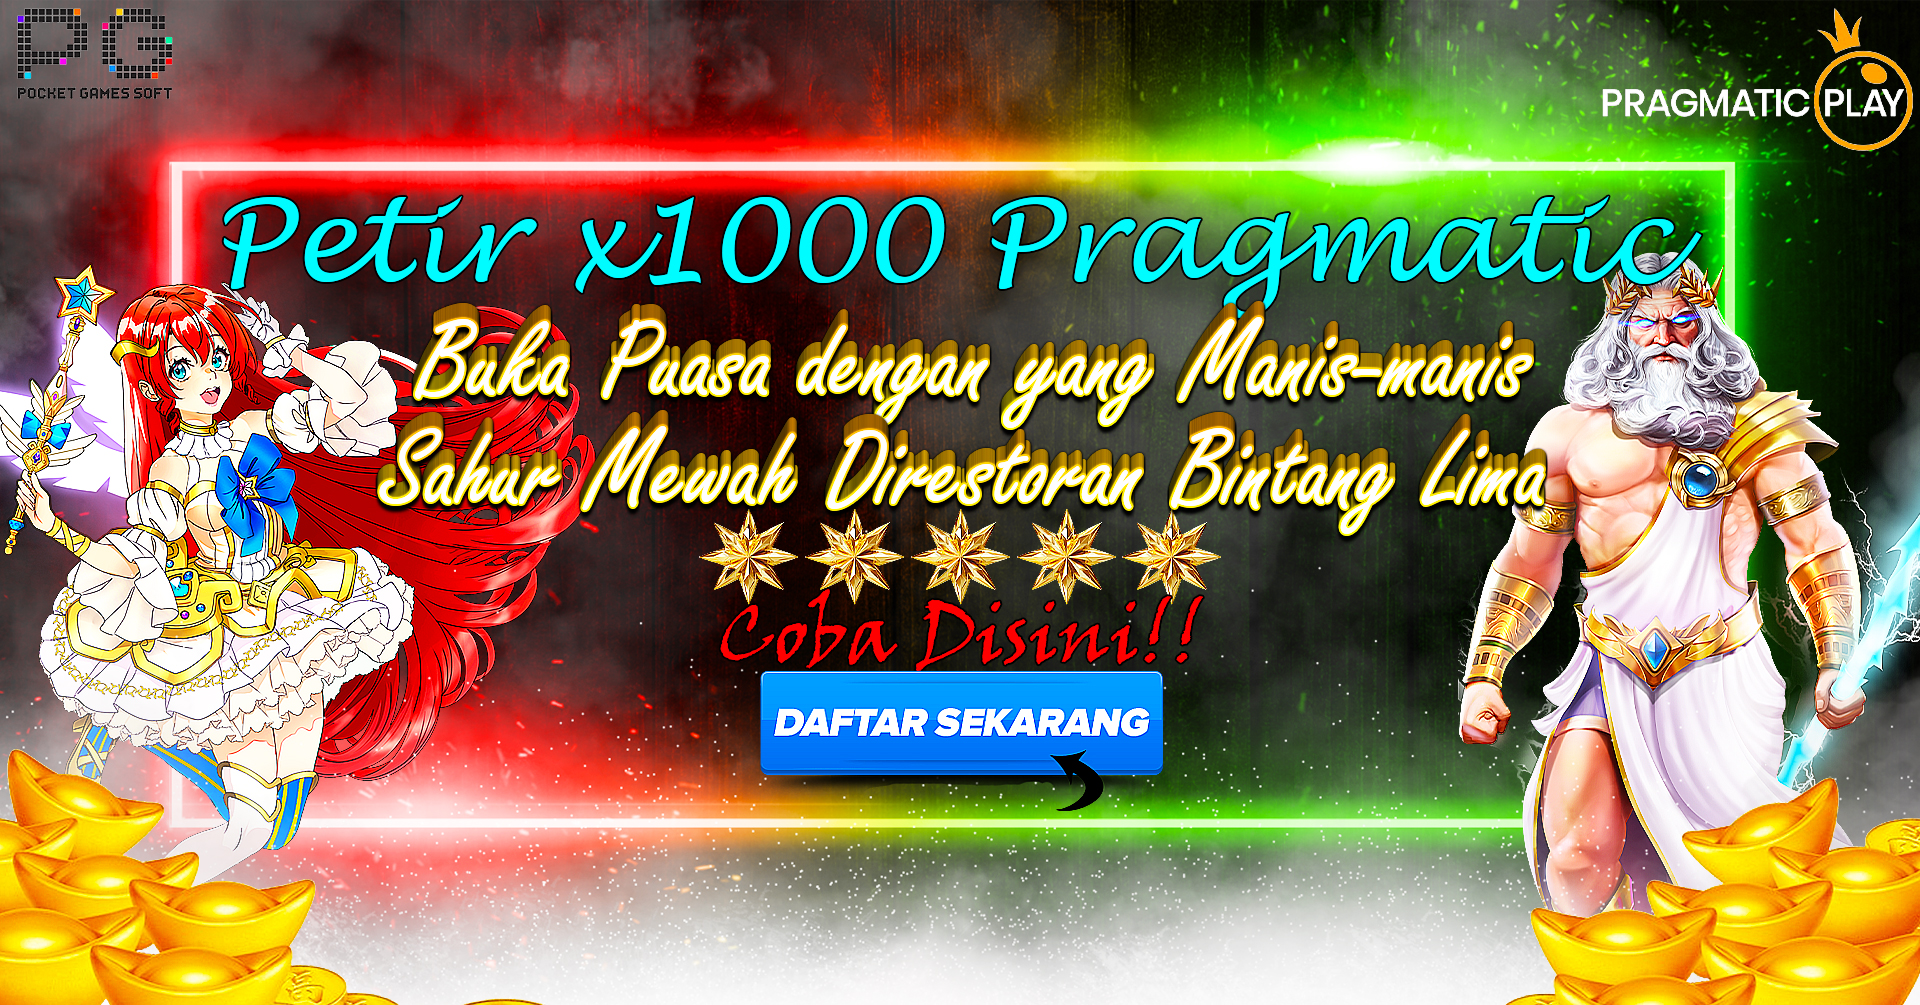 PG
POCKET GAMES SOFT
PRAGMATIC PLAY
Petir x1000 Pragmatic
Buka Puasa dengan yang Manis-manis
Sahur Mewah Direstoran Bintang Lima
Coba Disini!!
DAFTAR SEKARANG